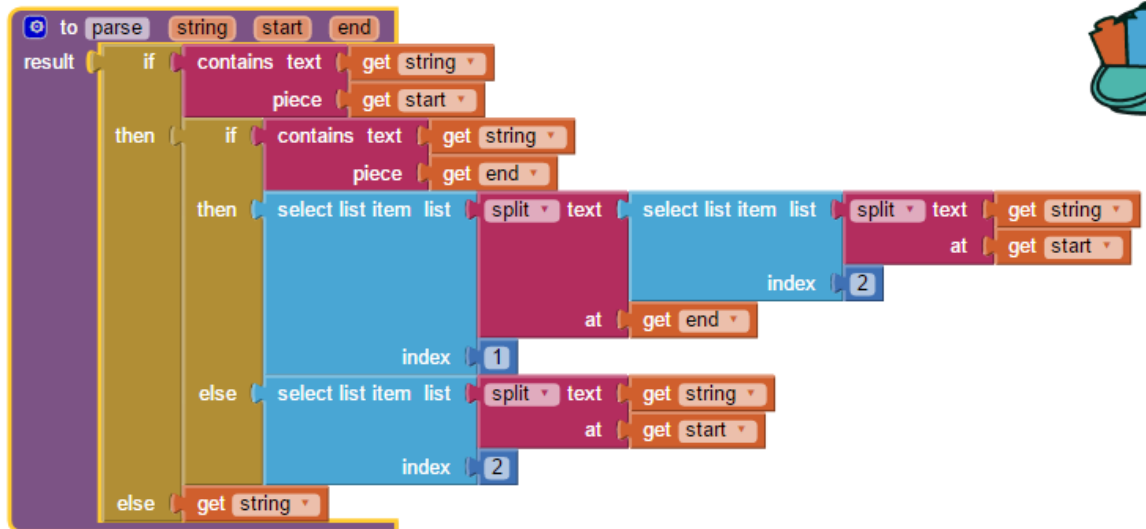 to parse string start end
result if contains text get string
piece get start
then if contains text get string
piece get end
then select list item list split text select list item list split text get string
at get start
index 2
at get end
index 1
else select list item list split text get string
at get start
index 2
else get string